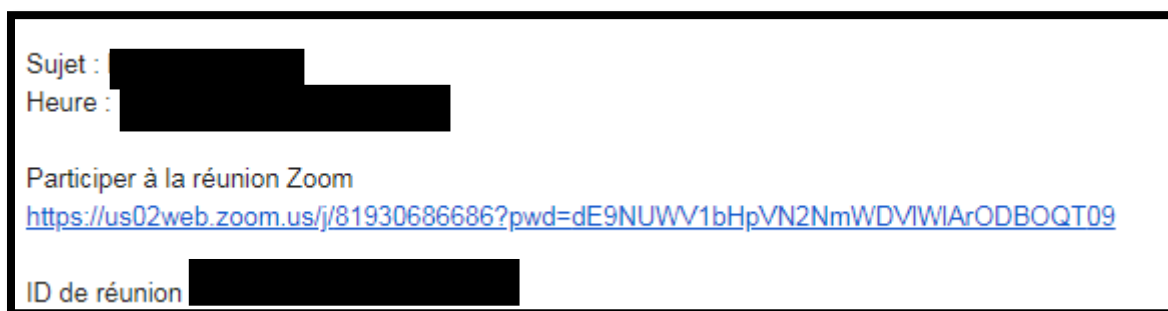 Sujet :
Heure :
Participer à la réunion Zoom
https://us02web.zoom.us/j/81930686686?pwd=dE9NUWV1bHpVN2NmWDVlWlArODBOQT09
ID de réunion